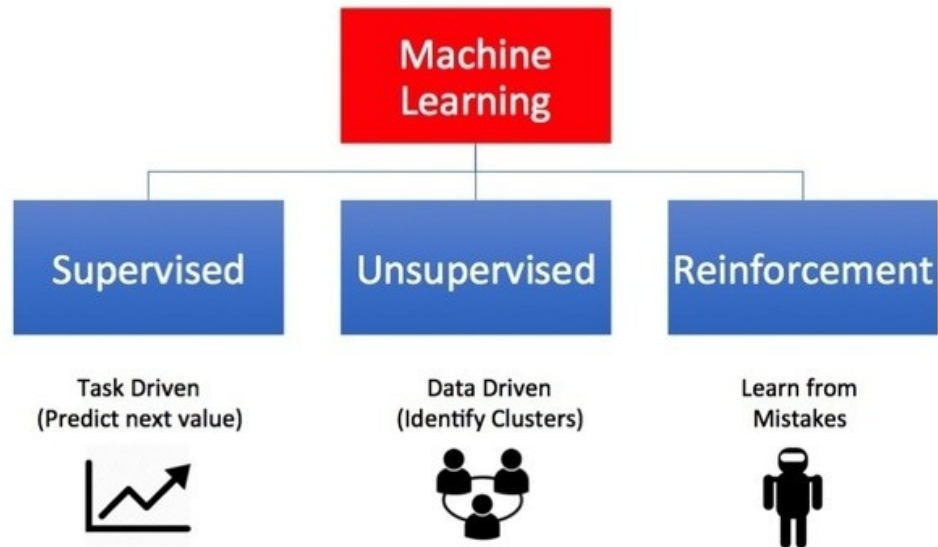 Machine
Learning
Supervised
Unsupervised
Reinforcement
Task Driven
(Predict next value)
Data Driven
(Identify Clusters)
Learn from
Mistakes